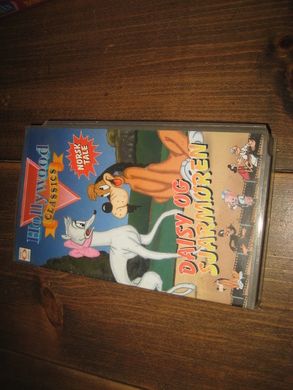 Hollywood
CLASSICS
NORSK
TALE
DAISY OG
SJARMØREN